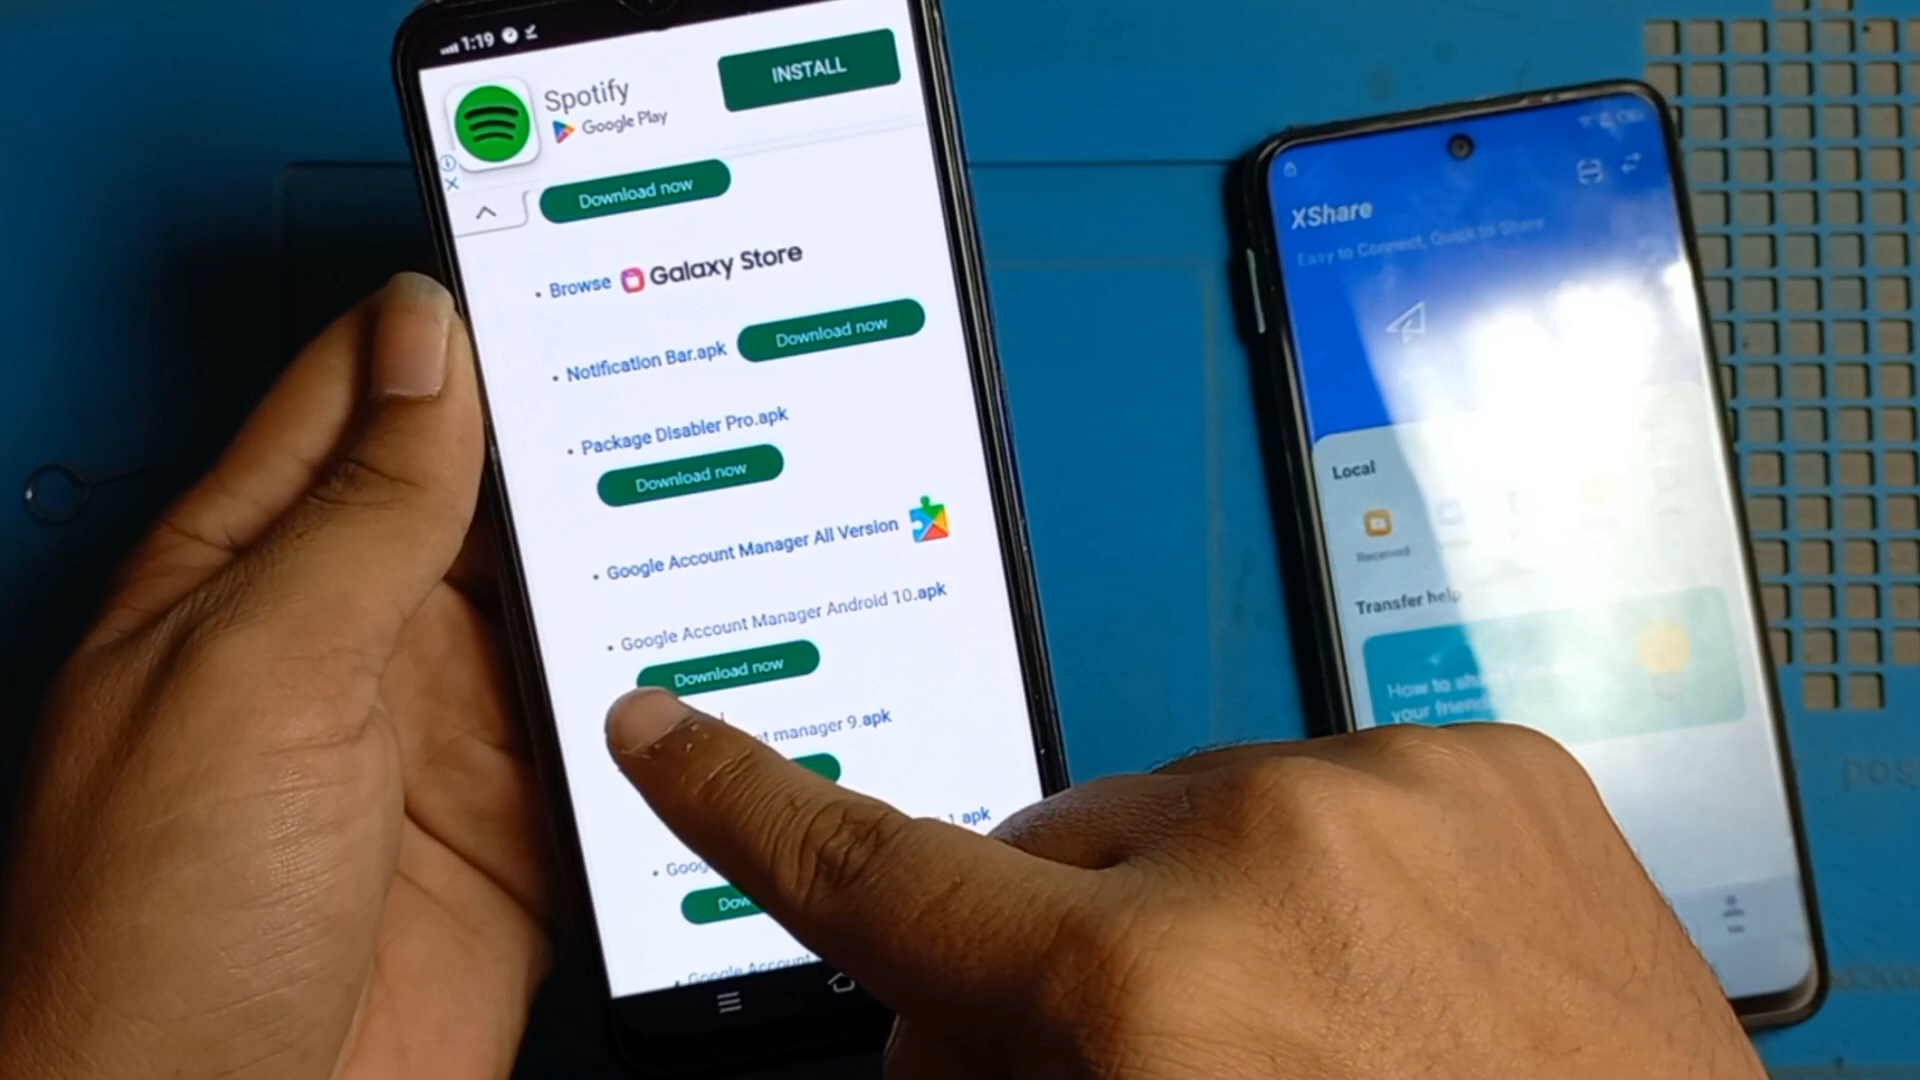 1:19
Spotify
Google Play
INSTALL
Download now
Browse Galaxy Store
Notification Bar.apk Download now
Package Disabler Pro.apk
Download now
Google Account Manager All Version
Google Account Manager Android 10.apk
Download now
manager 9.apk
apk
Google Account
XShare
Easy to Connect, Quick to Share
Local
Received
Transfer help
How to
your